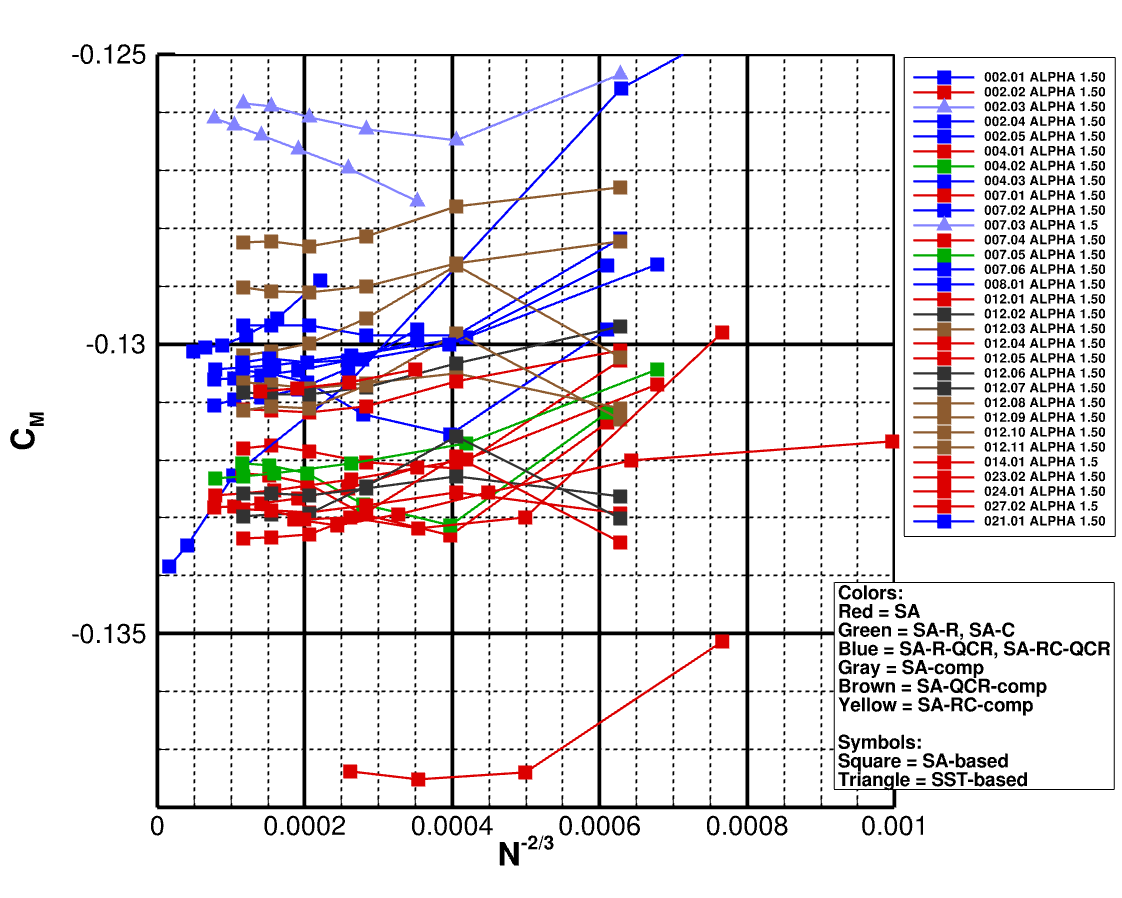 -0.125
-0.13
-0.135
C_M
0
0.0002
0.0004
0.0006
0.0008
0.001
N^-2/3
002.01 ALPHA 1.50
002.02 ALPHA 1.50
002.03 ALPHA 1.50
002.04 ALPHA 1.50
002.05 ALPHA 1.50
004.01 ALPHA 1.50
004.02 ALPHA 1.50
004.03 ALPHA 1.50
007.01 ALPHA 1.50
007.02 ALPHA 1.50
007.03 ALPHA 1.5
007.04 ALPHA 1.50
007.05 ALPHA 1.50
007.06 ALPHA 1.50
008.01 ALPHA 1.50
012.01 ALPHA 1.50
012.02 ALPHA 1.50
012.03 ALPHA 1.50
012.04 ALPHA 1.50
012.05 ALPHA 1.50
012.06 ALPHA 1.50
012.07 ALPHA 1.50
012.08 ALPHA 1.50
012.09 ALPHA 1.50
012.10 ALPHA 1.50
012.11 ALPHA 1.50
014.01 ALPHA 1.5
023.02 ALPHA 1.50
024.01 ALPHA 1.50
027.02 ALPHA 1.5
021.01 ALPHA 1.50
Colors:
Red = SA
Green = SA-R, SA-C
Blue = SA-R-QCR, SA-RC-QCR
Gray = SA-comp
Brown = SA-QCR-comp
Yellow = SA-RC-comp
Symbols:
Square = SA-based
Triangle = SST-based